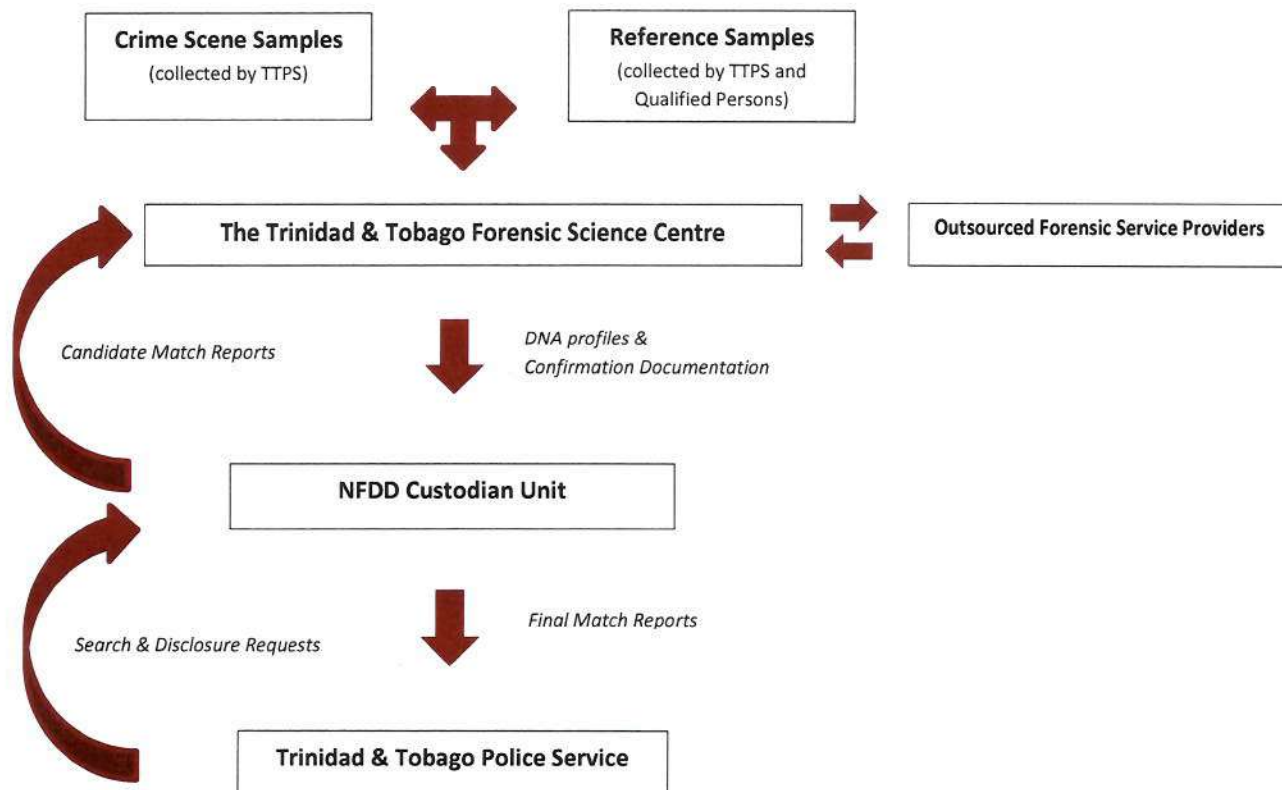 Crime Scene Samples
(collected by TTPS)
Reference Samples
(collected by TTPS and
Qualified Persons)
The Trinidad & Tobago Forensic Science Centre
Outsourced Forensic Service Providers
Candidate Match Reports
DNA profiles &
Confirmation Documentation
NFDD Custodian Unit
Search & Disclosure Requests
Final Match Reports
Trinidad & Tobago Police Service